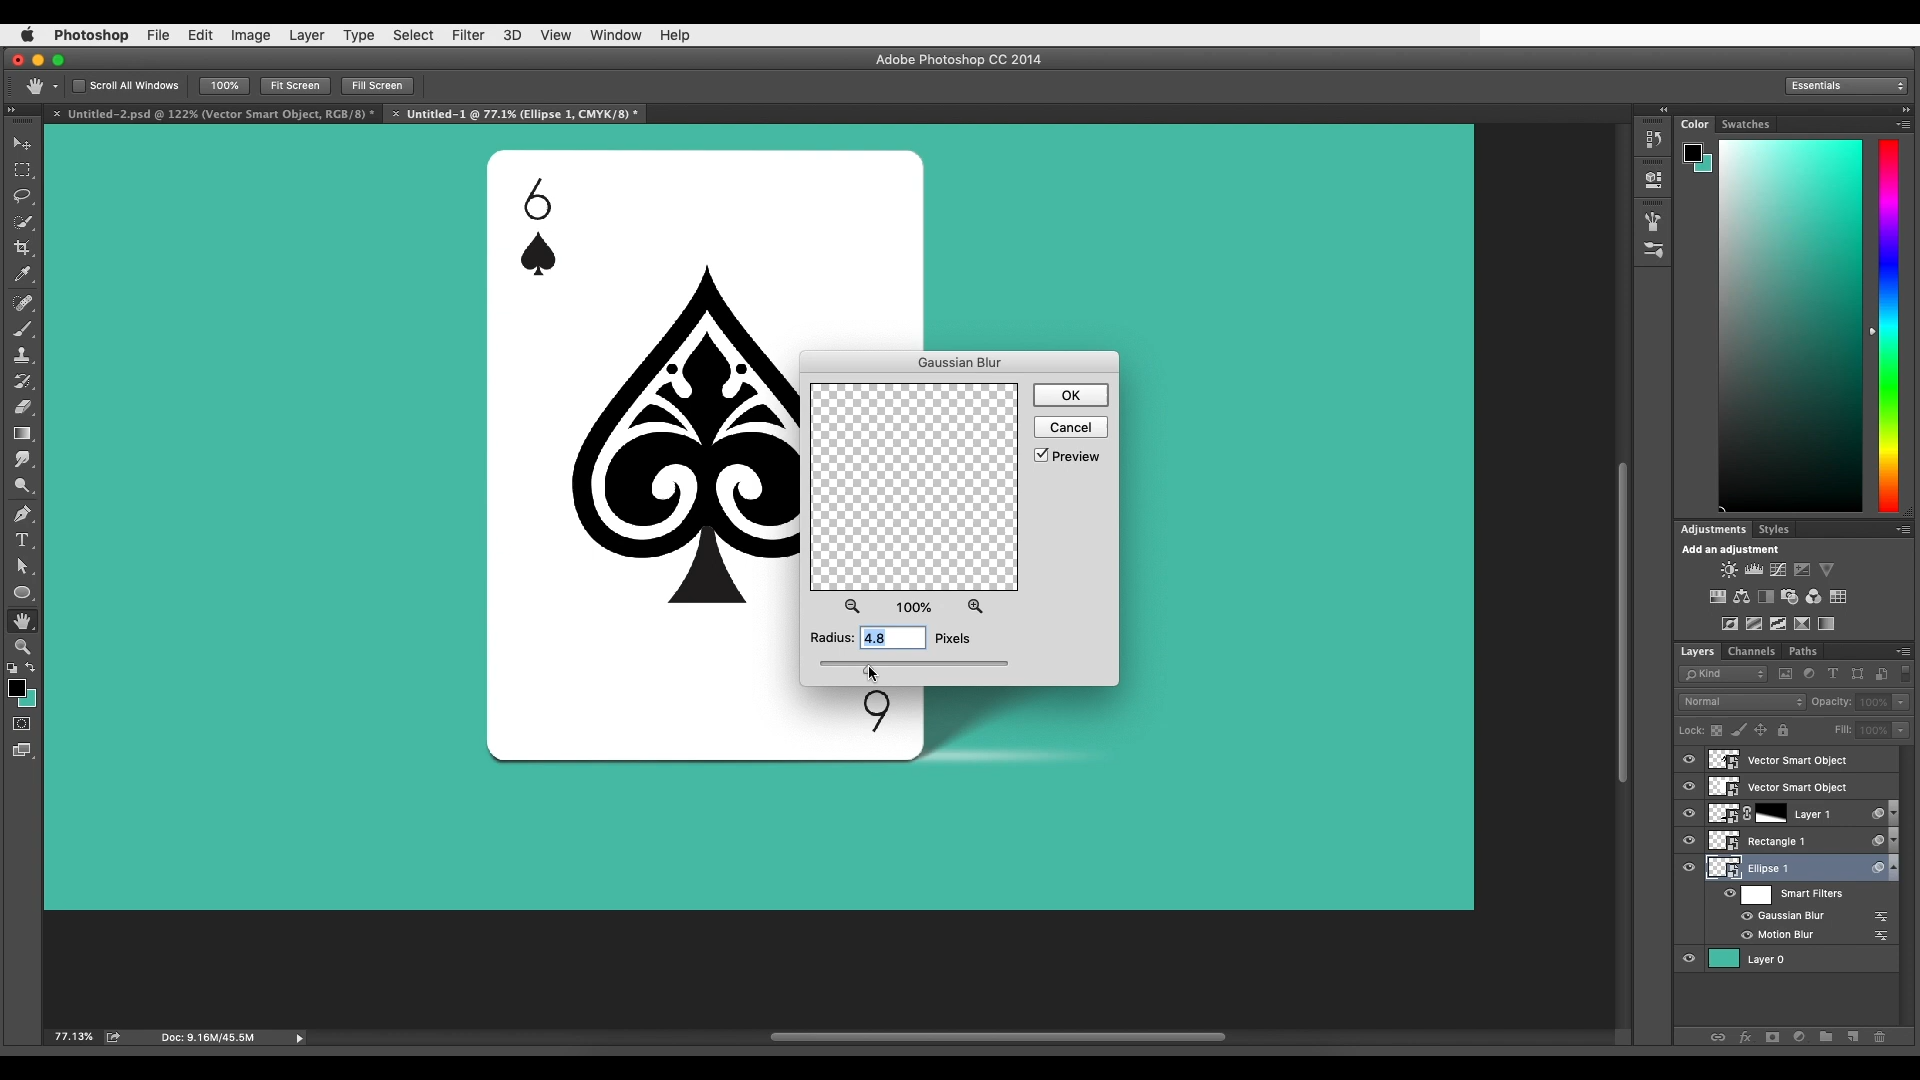 Photoshop File Edit Image Layer Type Select Filter 3D View Window Help
Adobe Photoshop CC 2014
Scroll All Windows 100% Fit Screen Fill Screen Essentials
× Untitled-2.psd @ 122% (Vector Smart Object, RGB/8) * × Untitled-1 @ 77.1% (Ellipse 1, CMYK/8) *
Color Swatches
6
Gaussian Blur
OK
Cancel
Preview
100%
Radius: 4.8 Pixels
6
Adjustments Styles
Add an adjustment
Layers Channels Paths
Kind
Normal Opacity: 100%
Lock: Fill: 100%
Vector Smart Object
Vector Smart Object
Layer 1
Rectangle 1
Ellipse 1
Smart Filters
Gaussian Blur
Motion Blur
Layer 0
77.13% Doc: 9.16M/45.5M
fx